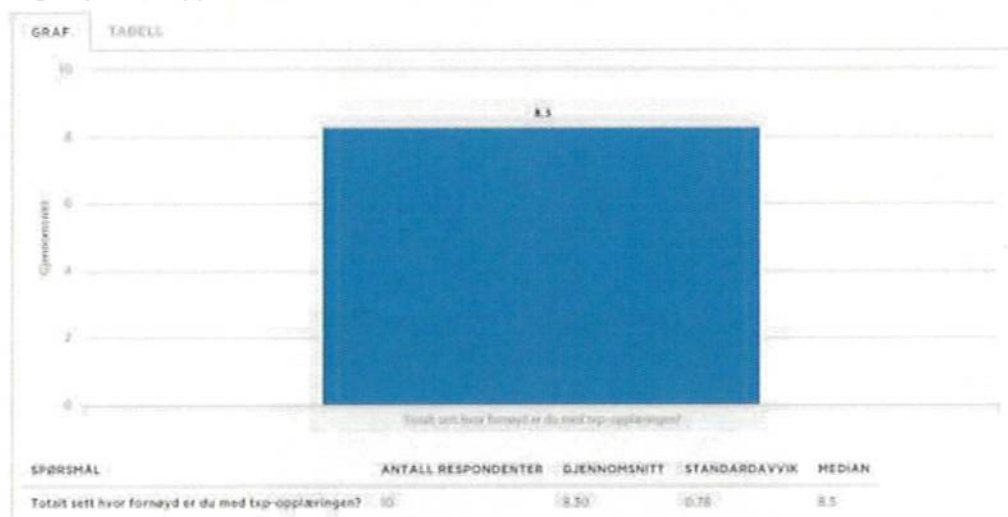 GRAF. TABELL
10
8.3
8
6
Gjennomsnitt
4
2
0
Totalt sett hvor fornøyd er du med txp-opplæringen?
SPØRSMÅL ANTALL RESPONDENTER GJENNOMSNITT STANDARDAVVIK MEDIAN
Totalt sett hvor fornøyd er du med txp-opplæringen? 10 8.30 0.78 8.5